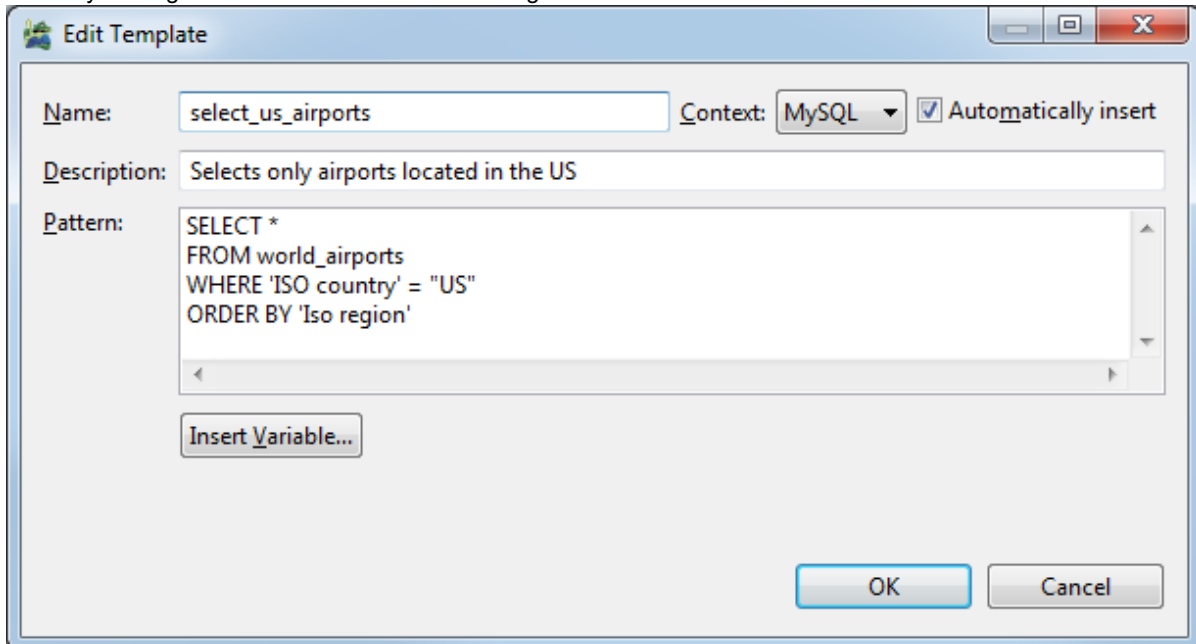 Edit Template
Name: select_us_airports Context: MySQL Automatically insert
Description: Selects only airports located in the US
Pattern: SELECT *
FROM world_airports
WHERE 'ISO country' = "US"
ORDER BY 'Iso region'
Insert Variable...
OK Cancel